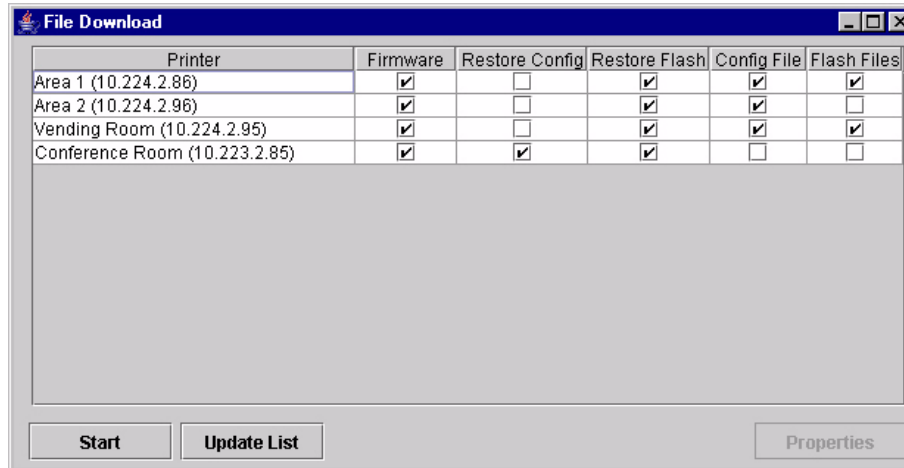 File Download
Printer Firmware Restore Config Restore Flash Config File Flash Files
Area 1 (10.224.2.86)
Area 2 (10.224.2.96)
Vending Room (10.224.2.95)
Conference Room (10.223.2.85)
Start Update List Properties